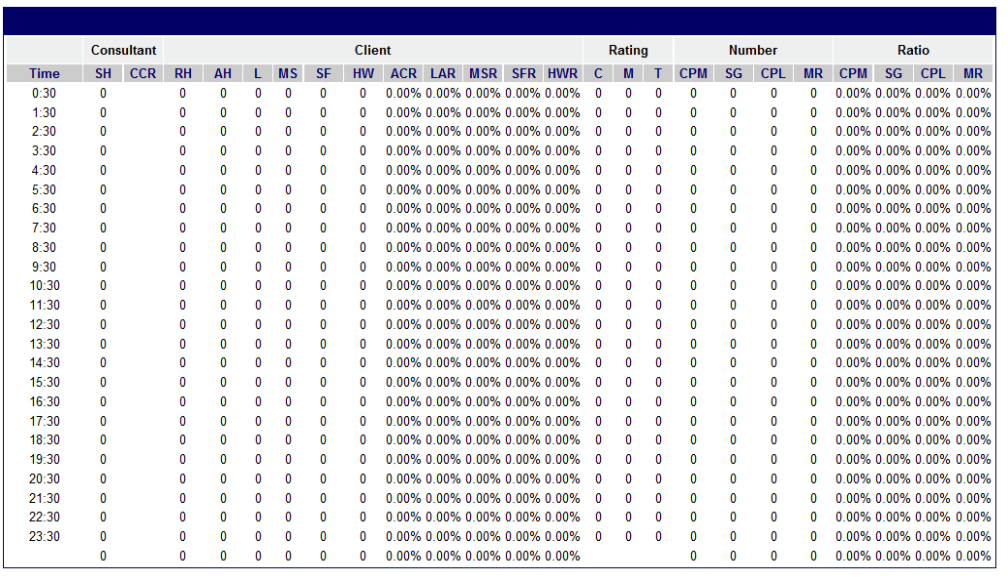 Consultant Client Rating Number Ratio
Time SH CCR RH AH L MS SF HW ACR LAR MSR SFR HWR C M T CPM SG CPL MR CPM SG CPL MR
0:30 0 0 0 0 0 0 0 0.00% 0.00% 0.00% 0.00% 0.00% 0 0 0 0 0 0 0 0.00% 0.00% 0.00% 0.00%
1:30 0 0 0 0 0 0 0 0.00% 0.00% 0.00% 0.00% 0.00% 0 0 0 0 0 0 0 0.00% 0.00% 0.00% 0.00%
2:30 0 0 0 0 0 0 0 0.00% 0.00% 0.00% 0.00% 0.00% 0 0 0 0 0 0 0 0.00% 0.00% 0.00% 0.00%
3:30 0 0 0 0 0 0 0 0.00% 0.00% 0.00% 0.00% 0.00% 0 0 0 0 0 0 0 0.00% 0.00% 0.00% 0.00%
4:30 0 0 0 0 0 0 0 0.00% 0.00% 0.00% 0.00% 0.00% 0 0 0 0 0 0 0 0.00% 0.00% 0.00% 0.00%
5:30 0 0 0 0 0 0 0 0.00% 0.00% 0.00% 0.00% 0.00% 0 0 0 0 0 0 0 0.00% 0.00% 0.00% 0.00%
6:30 0 0 0 0 0 0 0 0.00% 0.00% 0.00% 0.00% 0.00% 0 0 0 0 0 0 0 0.00% 0.00% 0.00% 0.00%
7:30 0 0 0 0 0 0 0 0.00% 0.00% 0.00% 0.00% 0.00% 0 0 0 0 0 0 0 0.00% 0.00% 0.00% 0.00%
8:30 0 0 0 0 0 0 0 0.00% 0.00% 0.00% 0.00% 0.00% 0 0 0 0 0 0 0 0.00% 0.00% 0.00% 0.00%
9:30 0 0 0 0 0 0 0 0.00% 0.00% 0.00% 0.00% 0.00% 0 0 0 0 0 0 0 0.00% 0.00% 0.00% 0.00%
10:30 0 0 0 0 0 0 0 0.00% 0.00% 0.00% 0.00% 0.00% 0 0 0 0 0 0 0 0.00% 0.00% 0.00% 0.00%
11:30 0 0 0 0 0 0 0 0.00% 0.00% 0.00% 0.00% 0.00% 0 0 0 0 0 0 0 0.00% 0.00% 0.00% 0.00%
12:30 0 0 0 0 0 0 0 0.00% 0.00% 0.00% 0.00% 0.00% 0 0 0 0 0 0 0 0.00% 0.00% 0.00% 0.00%
13:30 0 0 0 0 0 0 0 0.00% 0.00% 0.00% 0.00% 0.00% 0 0 0 0 0 0 0 0.00% 0.00% 0.00% 0.00%
14:30 0 0 0 0 0 0 0 0.00% 0.00% 0.00% 0.00% 0.00% 0 0 0 0 0 0 0 0.00% 0.00% 0.00% 0.00%
15:30 0 0 0 0 0 0 0 0.00% 0.00% 0.00% 0.00% 0.00% 0 0 0 0 0 0 0 0.00% 0.00% 0.00% 0.00%
16:30 0 0 0 0 0 0 0 0.00% 0.00% 0.00% 0.00% 0.00% 0 0 0 0 0 0 0 0.00% 0.00% 0.00% 0.00%
17:30 0 0 0 0 0 0 0 0.00% 0.00% 0.00% 0.00% 0.00% 0 0 0 0 0 0 0 0.00% 0.00% 0.00% 0.00%
18:30 0 0 0 0 0 0 0 0.00% 0.00% 0.00% 0.00% 0.00% 0 0 0 0 0 0 0 0.00% 0.00% 0.00% 0.00%
19:30 0 0 0 0 0 0 0 0.00% 0.00% 0.00% 0.00% 0.00% 0 0 0 0 0 0 0 0.00% 0.00% 0.00% 0.00%
20:30 0 0 0 0 0 0 0 0.00% 0.00% 0.00% 0.00% 0.00% 0 0 0 0 0 0 0 0.00% 0.00% 0.00% 0.00%
21:30 0 0 0 0 0 0 0 0.00% 0.00% 0.00% 0.00% 0.00% 0 0 0 0 0 0 0 0.00% 0.00% 0.00% 0.00%
22:30 0 0 0 0 0 0 0 0.00% 0.00% 0.00% 0.00% 0.00% 0 0 0 0 0 0 0 0.00% 0.00% 0.00% 0.00%
23:30 0 0 0 0 0 0 0 0.00% 0.00% 0.00% 0.00% 0.00% 0 0 0 0 0 0 0 0.00% 0.00% 0.00% 0.00%
0 0 0 0 0 0 0 0.00% 0.00% 0.00% 0.00% 0.00% 0 0 0 0 0.00% 0.00% 0.00% 0.00%